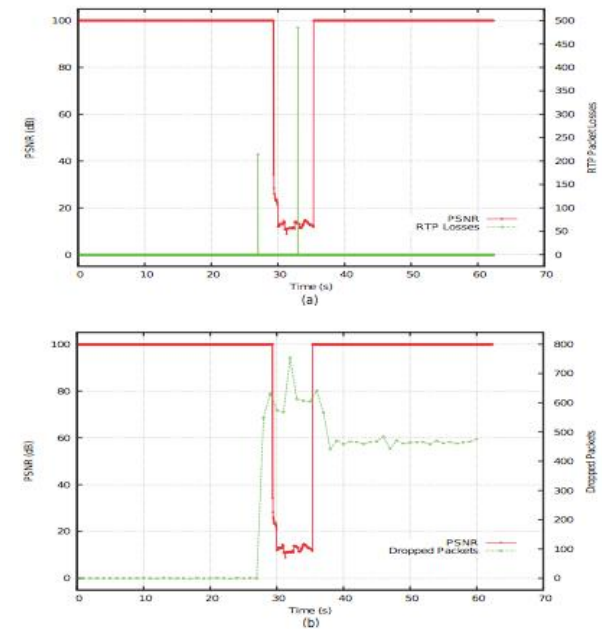 100
80
60
40
20
0
PSNR (dB)
500
450
400
350
300
250
200
150
100
50
0
RTP Packet Losses
PSNR
RTP Losses
0 10 20 30 40 50 60 70
Time (s)
(a)
100
80
60
40
20
0
PSNR (dB)
800
700
600
500
400
300
200
100
0
Dropped Packets
PSNR
Dropped Packets
0 10 20 30 40 50 60 70
Time (s)
(b)